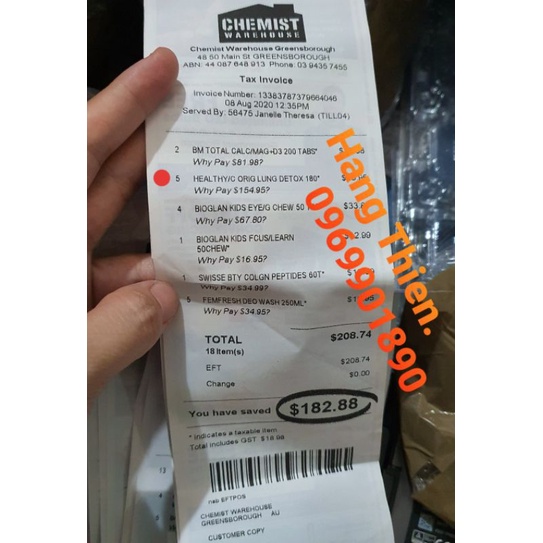 CHEMIST
WAREHOUSE
Chemist Warehouse Greensborough
48 50 Main St GREENSBOROUGH
ABN: 44 087 648 913 Phone: 03 9435 7455
Tax Invoice
Invoice Number: 13383787379664046
08 Aug 2020 12:35PM
Served By: 56475 Janelle Theresa (TILL04)
2 BM TOTAL CALC/MAG+D3 200 TABS*
Why Pay $81.98?
5 HEALTHY/C ORIG LUNG DETOX 180*
Why Pay $154.95?
4 BIOGLAN KIDS EYE/G CHEW 50
Why Pay $67.80?
1 BIOGLAN KIDS FCUS/LEARN
50CHEW*
Why Pay $16.95?
1 SWISSE BTY COLGN PEPTIDES 60T*
Why Pay $34.99?
5 FEMFRESH DEO WASH 250ML*
Why Pay $34.95?
TOTAL $208.74
18 Item(s)
EFT $208.74
Change $0.00
You have saved $182.88
* Indicates a taxable item
Total includes GST $18.98
nab EFTPOS
CHEMIST WAREHOUSE
GREENSBOROUGH AU
CUSTOMER COPY
Hang Thien.
0969901890